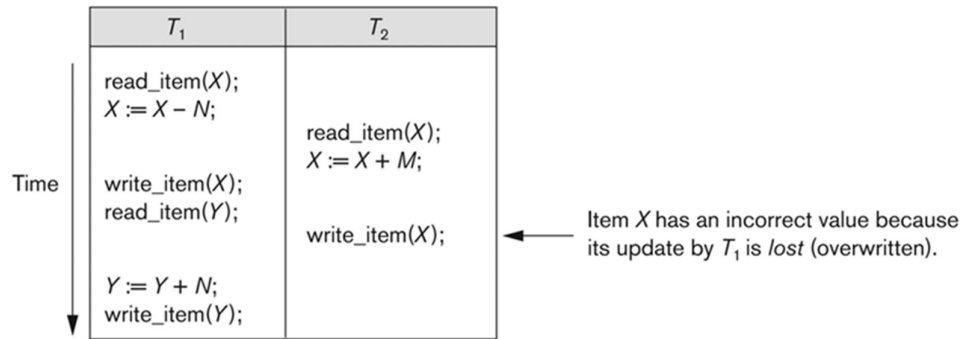 T₁ T₂
read_item(X);
X := X – N;
read_item(X);
X := X + M;
Time
write_item(X);
read_item(Y);
write_item(X);
Item X has an incorrect value because
its update by T₁ is lost (overwritten).
Y := Y + N;
write_item(Y);